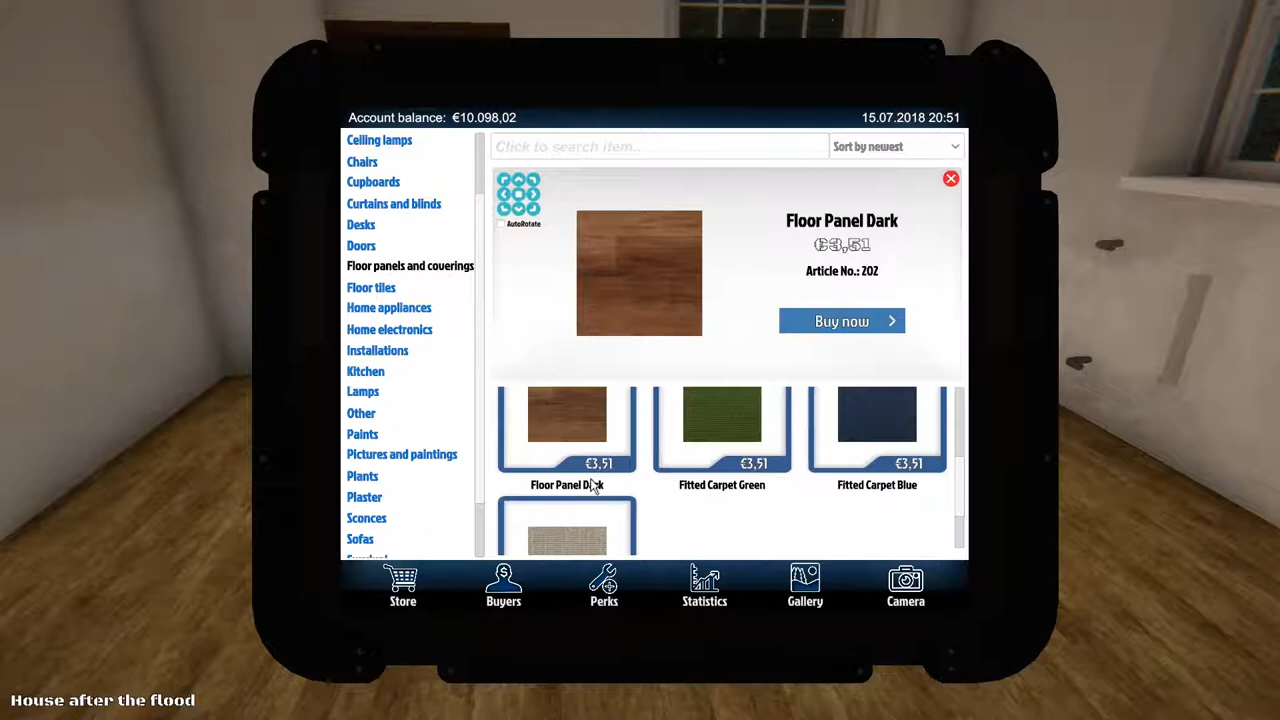 Account balance: €10.098,02
15.07.2018 20:51
Ceiling lamps
Chairs
Cupboards
Curtains and blinds
Desks
Doors
Floor panels and coverings
Floor tiles
Home appliances
Home electronics
Installations
Kitchen
Lamps
Other
Paints
Pictures and paintings
Plants
Plaster
Sconces
Sofas
Click to search item..
Sort by newest
AutoRotate
Floor Panel Dark
€3,51
Article No.: 202
Buy now
€3,51
€3,51
€3,51
Floor Panel Dark
Fitted Carpet Green
Fitted Carpet Blue
Store
Buyers
Perks
Statistics
Gallery
Camera
House after the flood